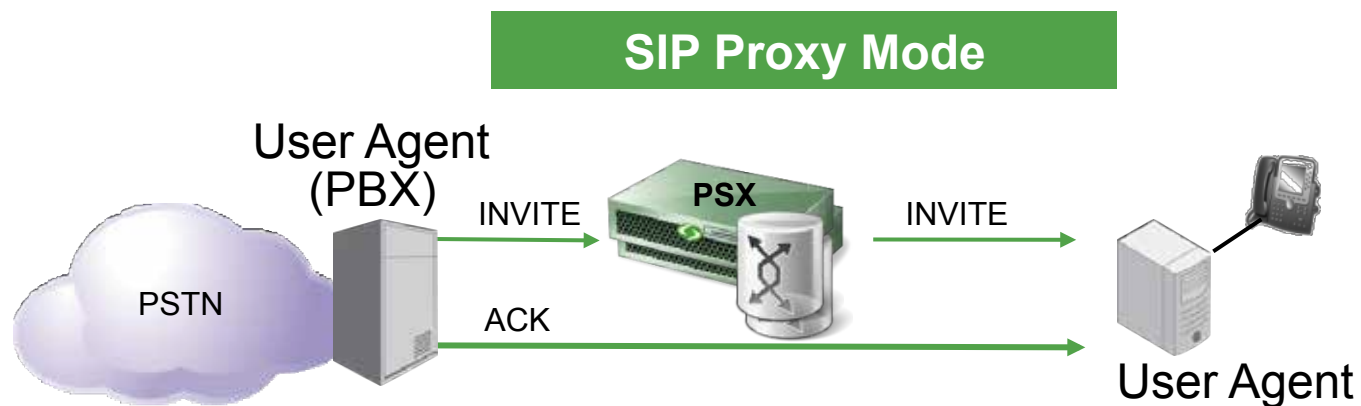 SIP Proxy Mode
User Agent
(PBX)
PSX
INVITE
INVITE
PSTN
ACK
User Agent